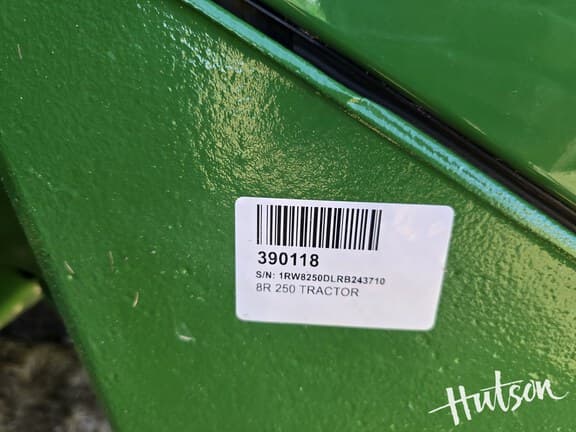 390118
S/N: 1RW8250DLRB243710
8R 250 TRACTOR
Hutson